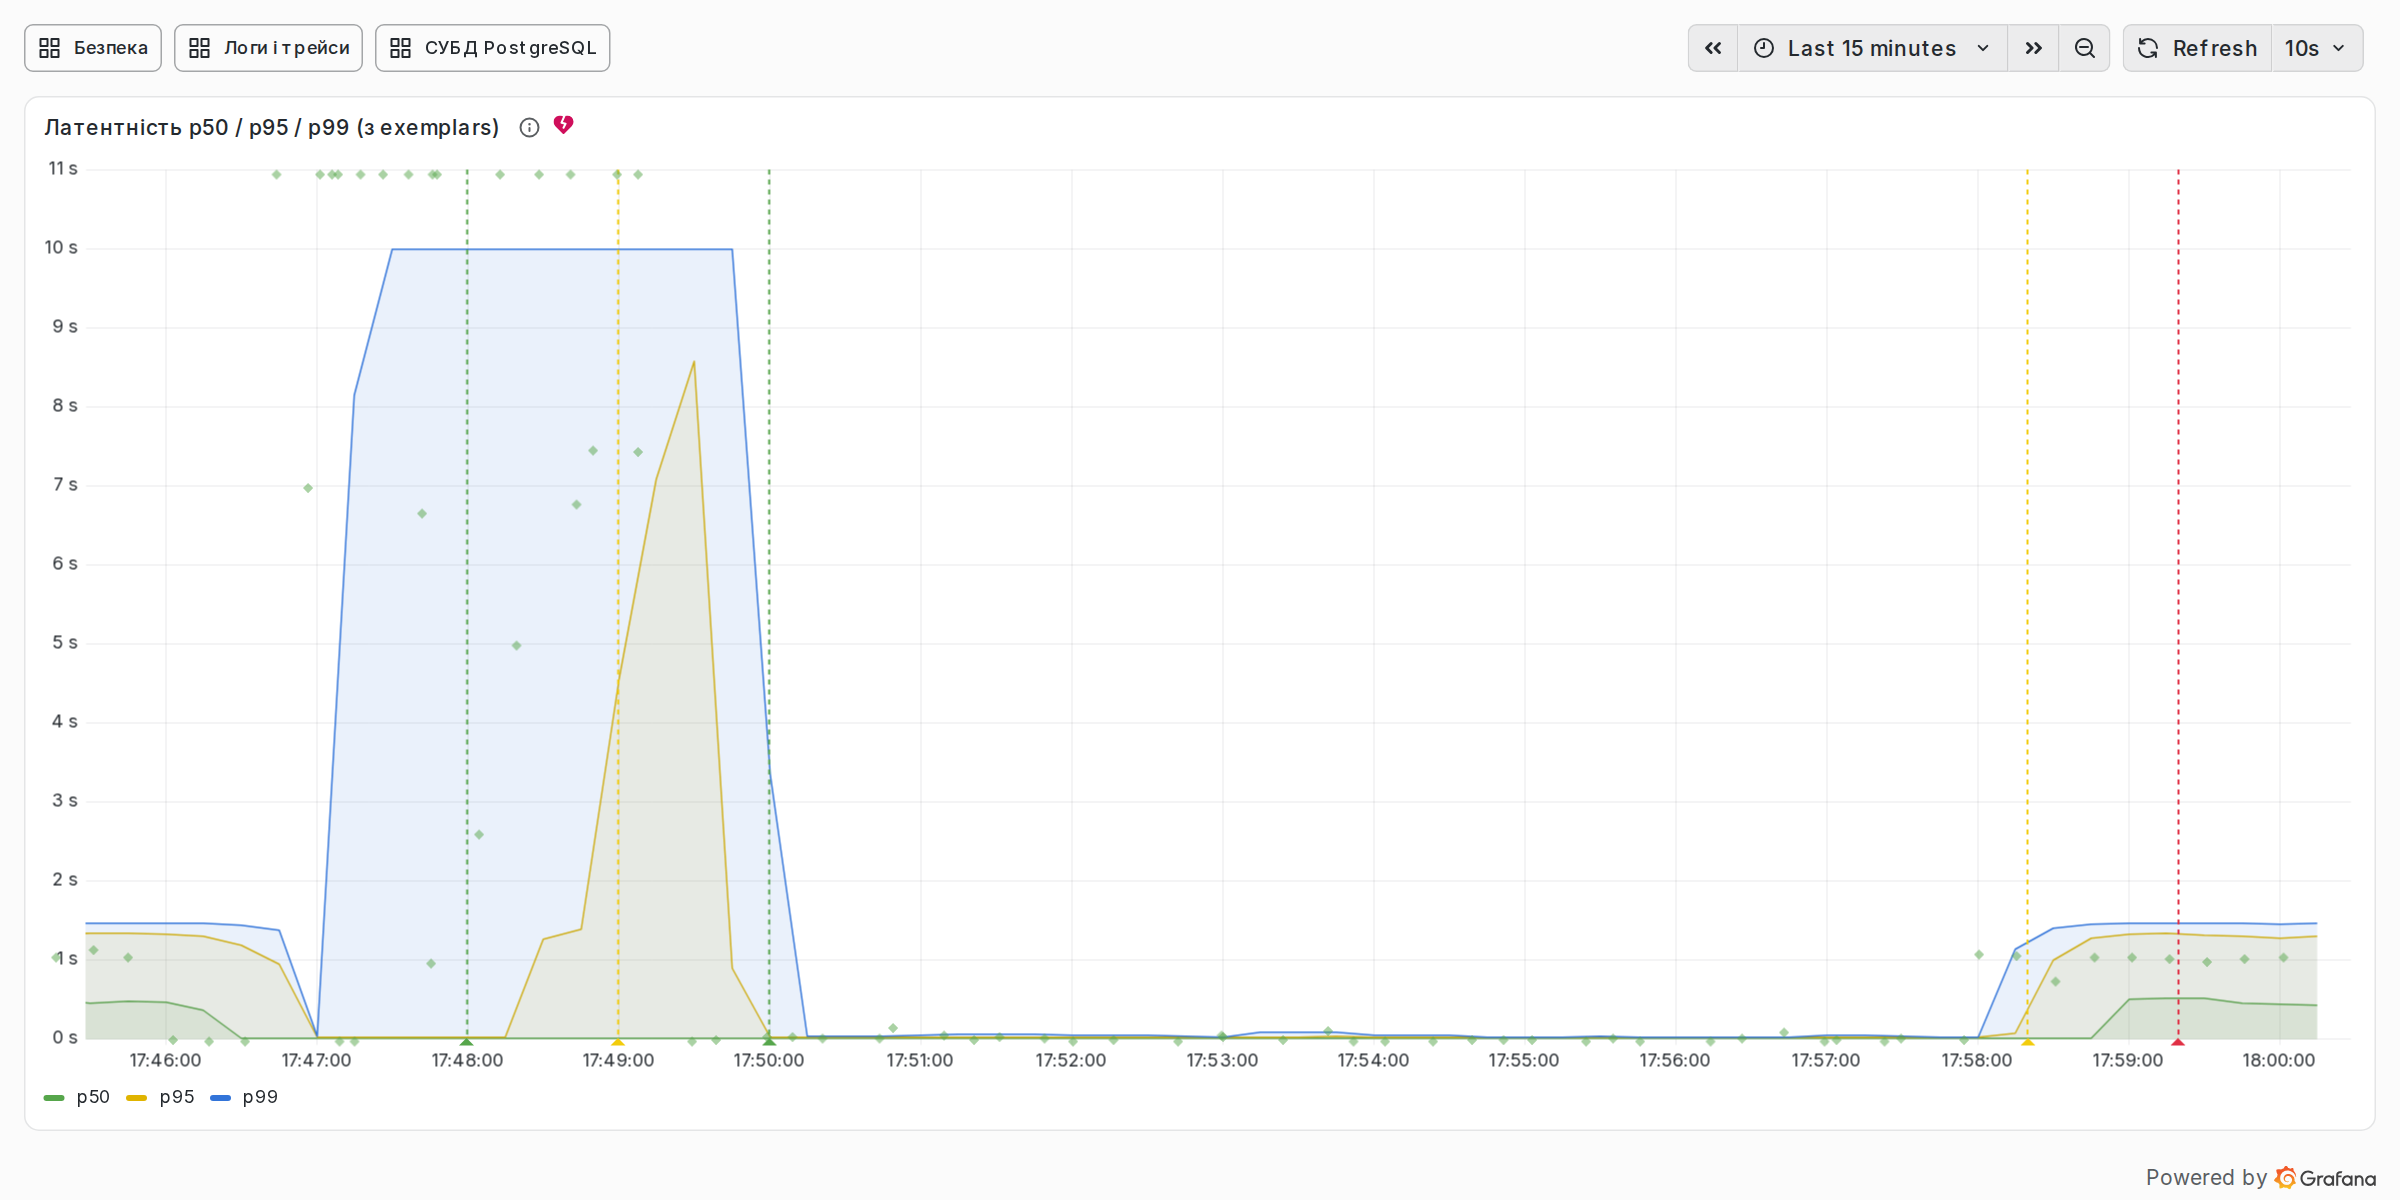 Безпека Логи і трейси СУБД PostgreSQL Last 15 minutes Refresh 10s
Латентність p50 / p95 / p99 (з exemplars)
11 s
10 s
9 s
8 s
7 s
6 s
5 s
4 s
3 s
2 s
1 s
0 s
17:46:00 17:47:00 17:48:00 17:49:00 17:50:00 17:51:00 17:52:00 17:53:00 17:54:00 17:55:00 17:56:00 17:57:00 17:58:00 17:59:00 18:00:00
p50 p95 p99
Powered by Grafana